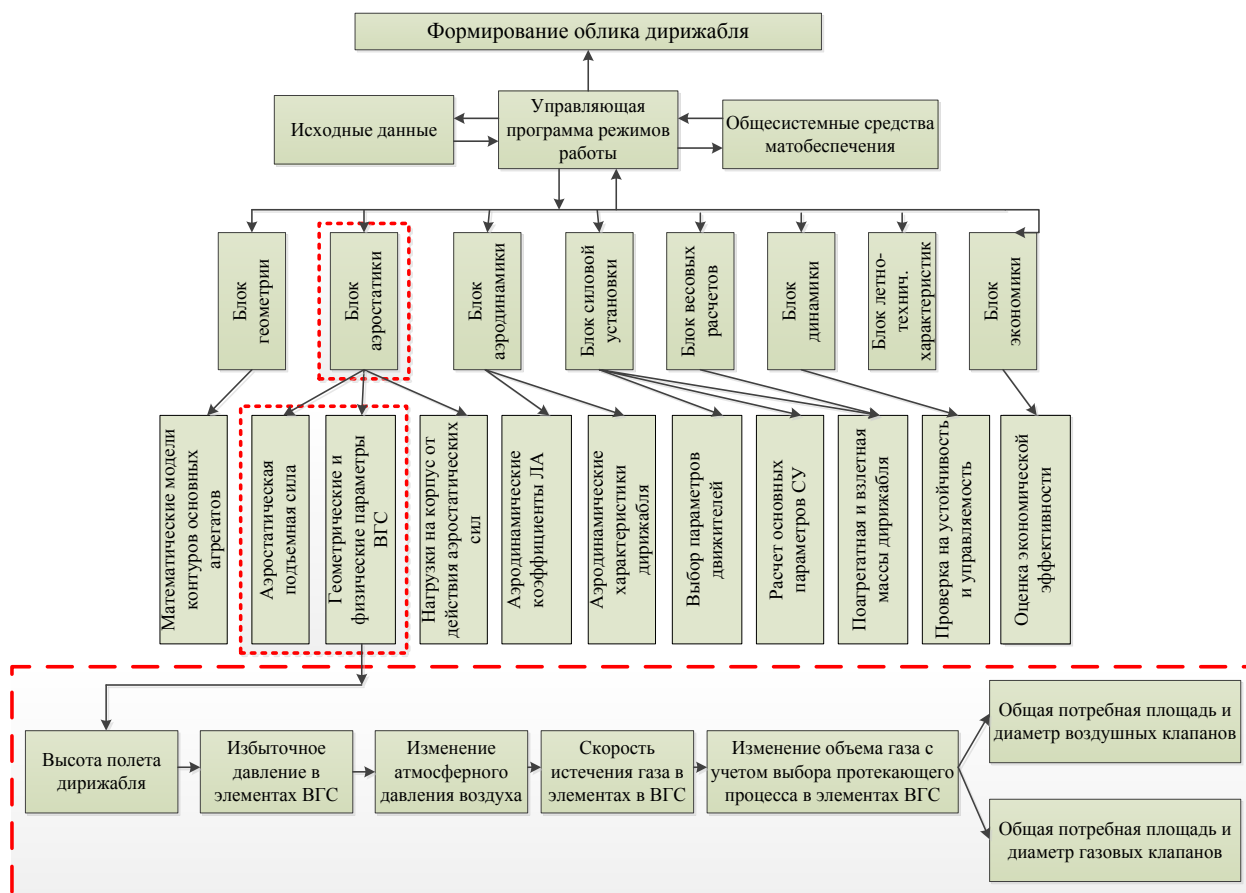 Формирование облика дирижабля
Исходные данные
Управляющая
программа режимов
работы
Общесистемные средства
матобеспечения
Блок
геометрии
Блок
аэростатики
Блок
аэродинамики
Блок силовой
установки
Блок весовых
расчетов
Блок
динамики
Блок летно-
технич.
характеристик
Блок
экономики
Математические модели
контуров основных
агрегатов
Аэростатическая
подъемная сила
Геометрические и
физические параметры
ВГС
Нагрузки на корпус от
действия аэростатических
сил
Аэродинамические
коэффициенты ЛА
Аэродинамические
характеристики
дирижабля
Выбор параметров
движителей
Расчет основных
параметров СУ
Поагрегатная и взлетная
массы дирижабля
Проверка на устойчивость
и управляемость
Оценка экономической
эффективности
Высота полета
дирижабля
Избыточное
давление в
элементах ВГС
Изменение
атмосферного
давления воздуха
Скорость
истечения газа в
элементах в ВГС
Изменение объема газа с
учетом выбора протекающего
процесса в элементах ВГС
Общая потребная площадь и
диаметр воздушных клапанов
Общая потребная площадь и
диаметр газовых клапанов